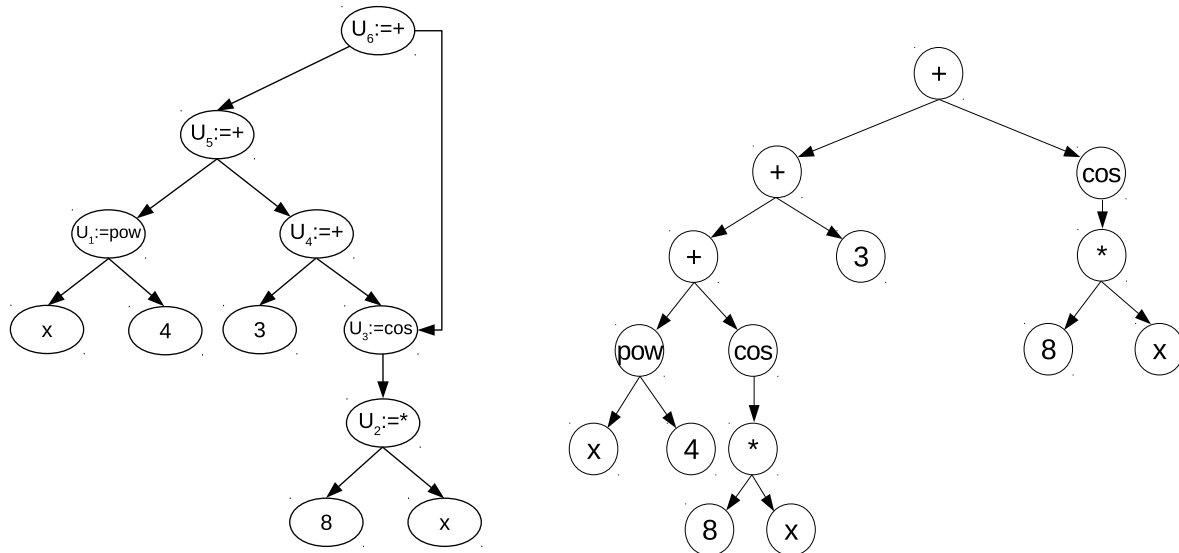 U6:=+
+
U5:=+
+
cos
U1:=pow
U4:=+
+
3
*
x
4
3
U3:=cos
pow
cos
8
x
U2:=*
x
4
*
8
x
8
x